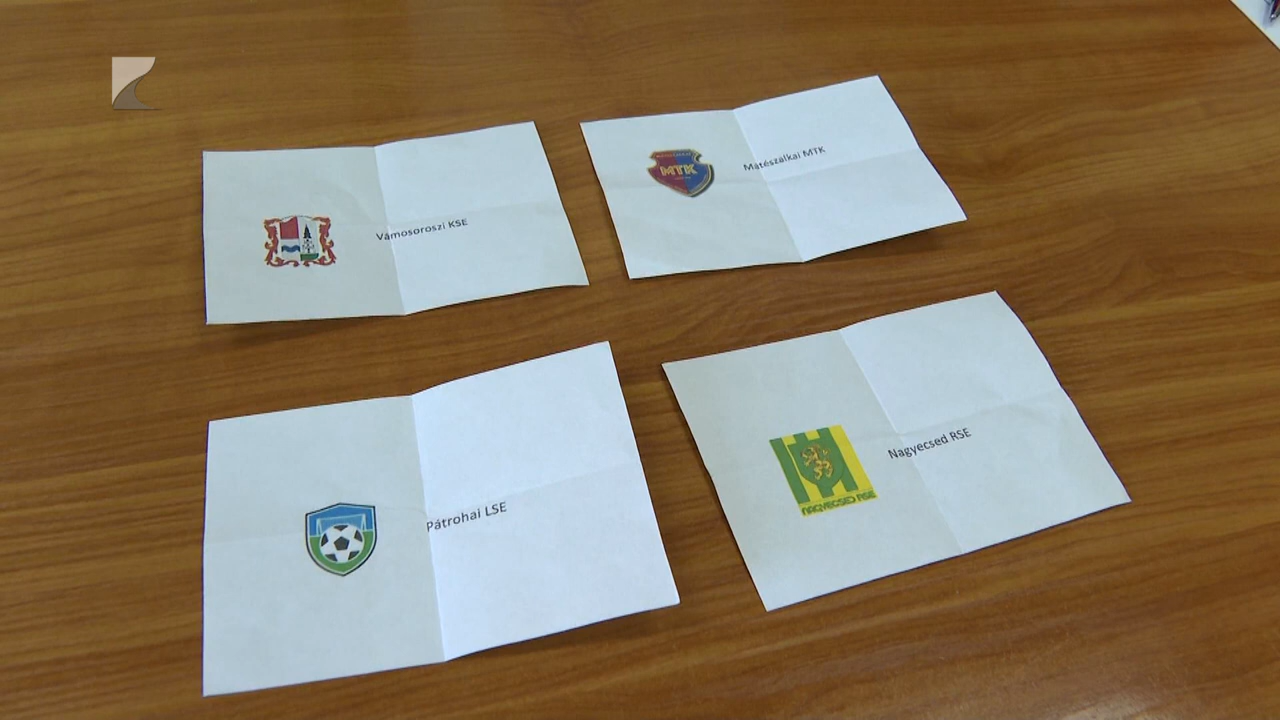 Vámosoroszi KSE
MTK
Mátészalkai MTK
Pátrohai LSE
Nagyecsed RSE
NAGYECSED RSE